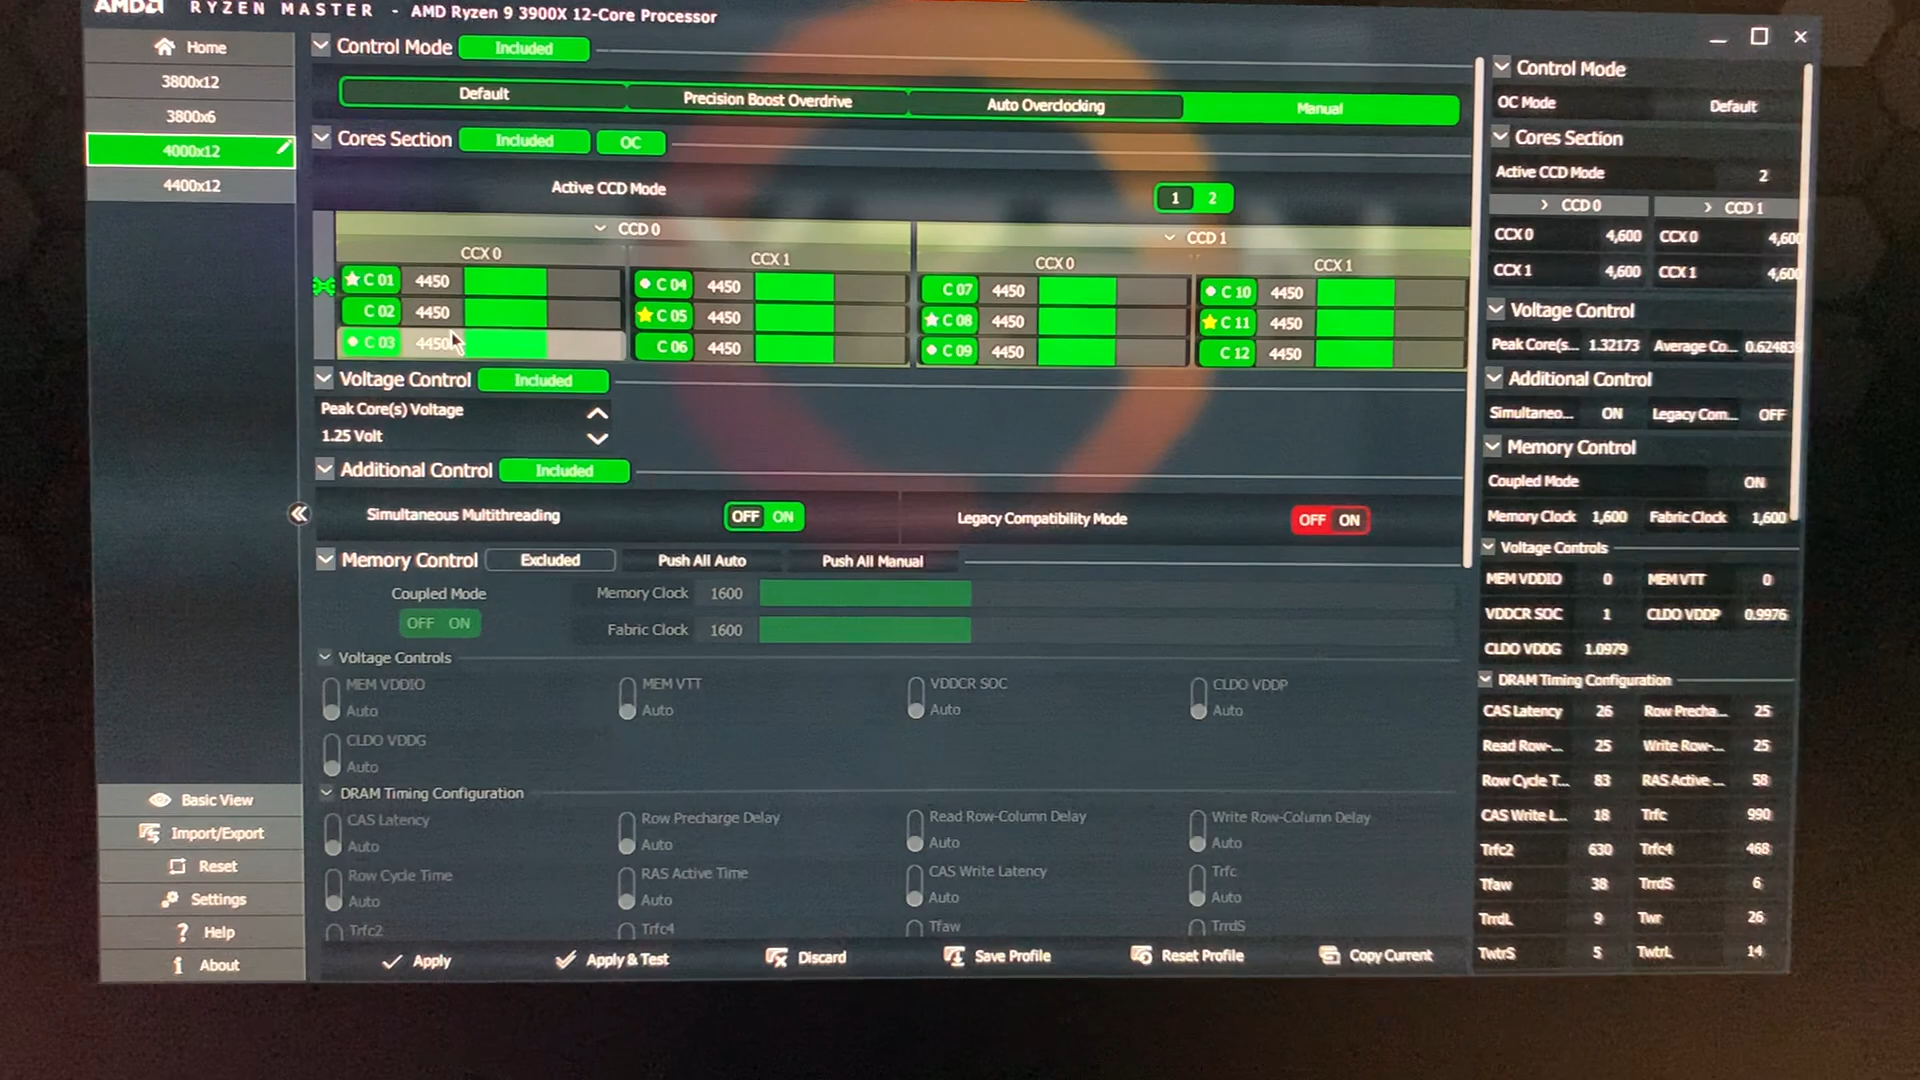 AMD RYZEN MASTER - AMD Ryzen 9 3900X 12-Core Processor
Home
3800x12
3800x6
4000x12
4400x12
Basic View
Import/Export
Reset
Settings
? Help
i About
Control Mode Included
Default Precision Boost Overdrive Auto Overclocking Manual
Cores Section Included OC
Active CCD Mode 1 2
CCD 0 CCD 1
CCX 0 CCX 1 CCX 0 CCX 1
C 01 4450 C 04 4450 C 07 4450 C 10 4450
C 02 4450 C 05 4450 C 08 4450 C 11 4450
C 03 4450 C 06 4450 C 09 4450 C 12 4450
Voltage Control Included
Peak Core(s) Voltage
1.25 Volt
Additional Control Included
Simultaneous Multithreading OFF ON Legacy Compatibility Mode OFF ON
Memory Control Excluded Push All Auto Push All Manual
Coupled Mode Memory Clock 1600
OFF ON Fabric Clock 1600
Voltage Controls
MEM VDDIO MEM VTT VDDCR SOC CLDO VDDP
Auto Auto Auto Auto
CLDO VDDG
Auto
DRAM Timing Configuration
CAS Latency Row Precharge Delay Read Row-Column Delay Write Row-Column Delay
Auto Auto Auto Auto
Row Cycle Time RAS Active Time CAS Write Latency Trfc
Auto Auto Auto Auto
Trfc2 Trfc4 Tfaw TrrdS
Apply Apply & Test Discard Save Profile Reset Profile Copy Current
Control Mode
OC Mode Default
Cores Section
Active CCD Mode 2
CCD 0 CCD 1
CCX 0 4,600 CCX 0 4,600
CCX 1 4,600 CCX 1 4,600
Voltage Control
Peak Core(s... 1.32173 Average Co... 0.624839
Additional Control
Simultaneo... ON Legacy Com... OFF
Memory Control
Coupled Mode ON
Memory Clock 1,600 Fabric Clock 1,600
Voltage Controls
MEM VDDIO 0 MEM VTT 0
VDDCR SOC 1 CLDO VDDP 0.9976
CLDO VDDG 1.0979
DRAM Timing Configuration
CAS Latency 26 Row Precha... 25
Read Row-... 25 Write Row-... 25
Row Cycle T... 83 RAS Active ... 58
CAS Write L... 18 Trfc 990
Trfc2 630 Trfc4 468
Tfaw 38 TrrdS 6
TrrdL 9 Twr 26
TwtrS 5 TwtrL 14